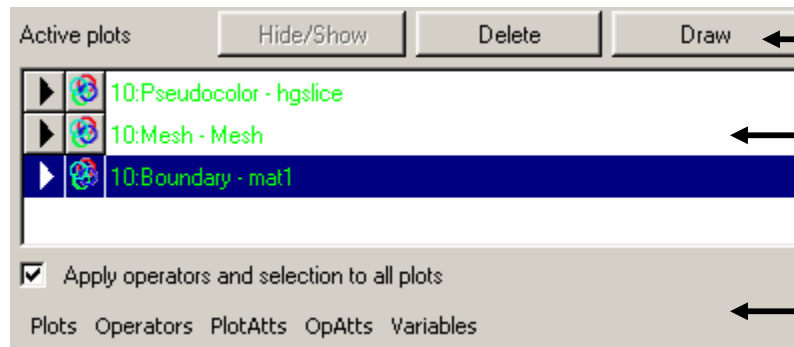 Active plots Hide/Show Delete Draw
10:Pseudocolor - hgslice
10:Mesh - Mesh
10:Boundary - mat1
Apply operators and selection to all plots
Plots Operators PlotAtts OpAtts Variables